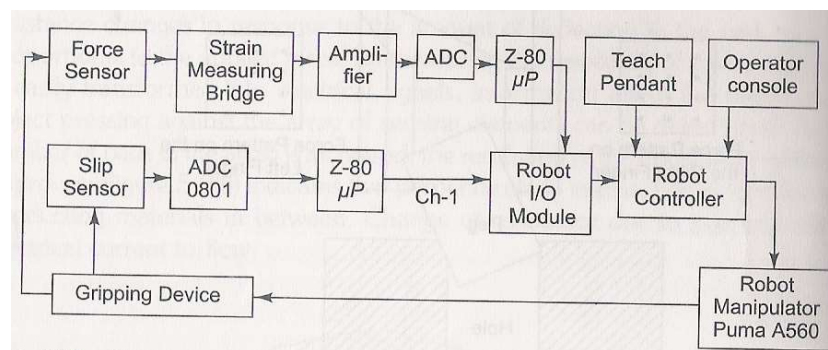 Force
Sensor
Strain
Measuring
Bridge
Ampli-
fier
ADC
Z-80
μP
Teach
Pendant
Operator
console
Slip
Sensor
ADC
0801
Z-80
μP
Ch-1
Robot
I/O
Module
Robot
Controller
Gripping Device
Robot
Manipulator
Puma A560